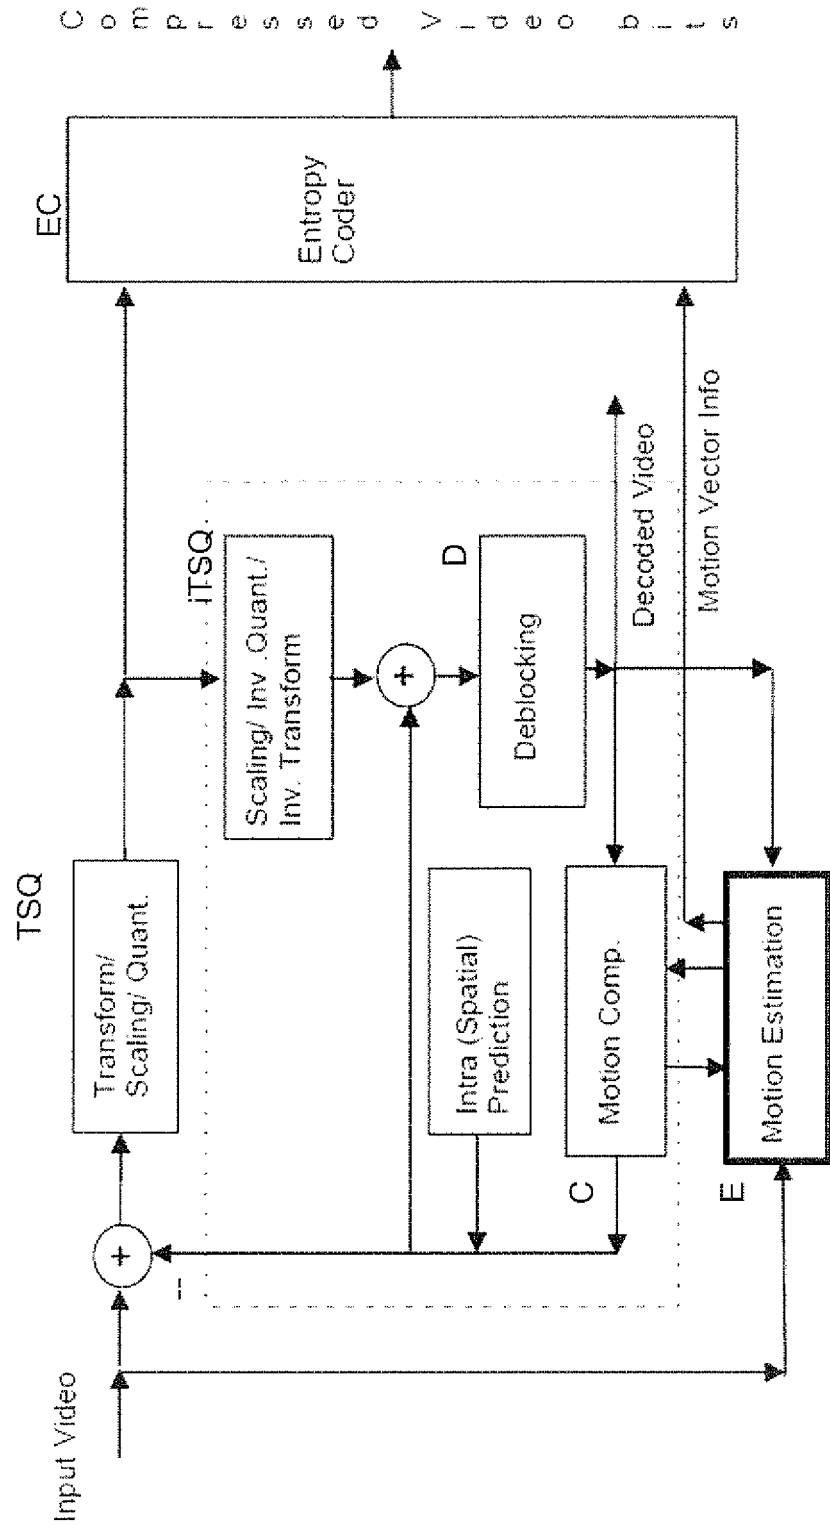 Input Video
+
--
TSQ
Transform/
Scaling/ Quant.
iTSQ
Scaling/ Inv .Quant./
Inv. Transform
+
D
Deblocking
Intra (Spatial)
Prediction
C
Motion Comp.
E
Motion Estimation
Decoded Video
Motion Vector Info
EC
Entropy
Coder
Compressed Video bits